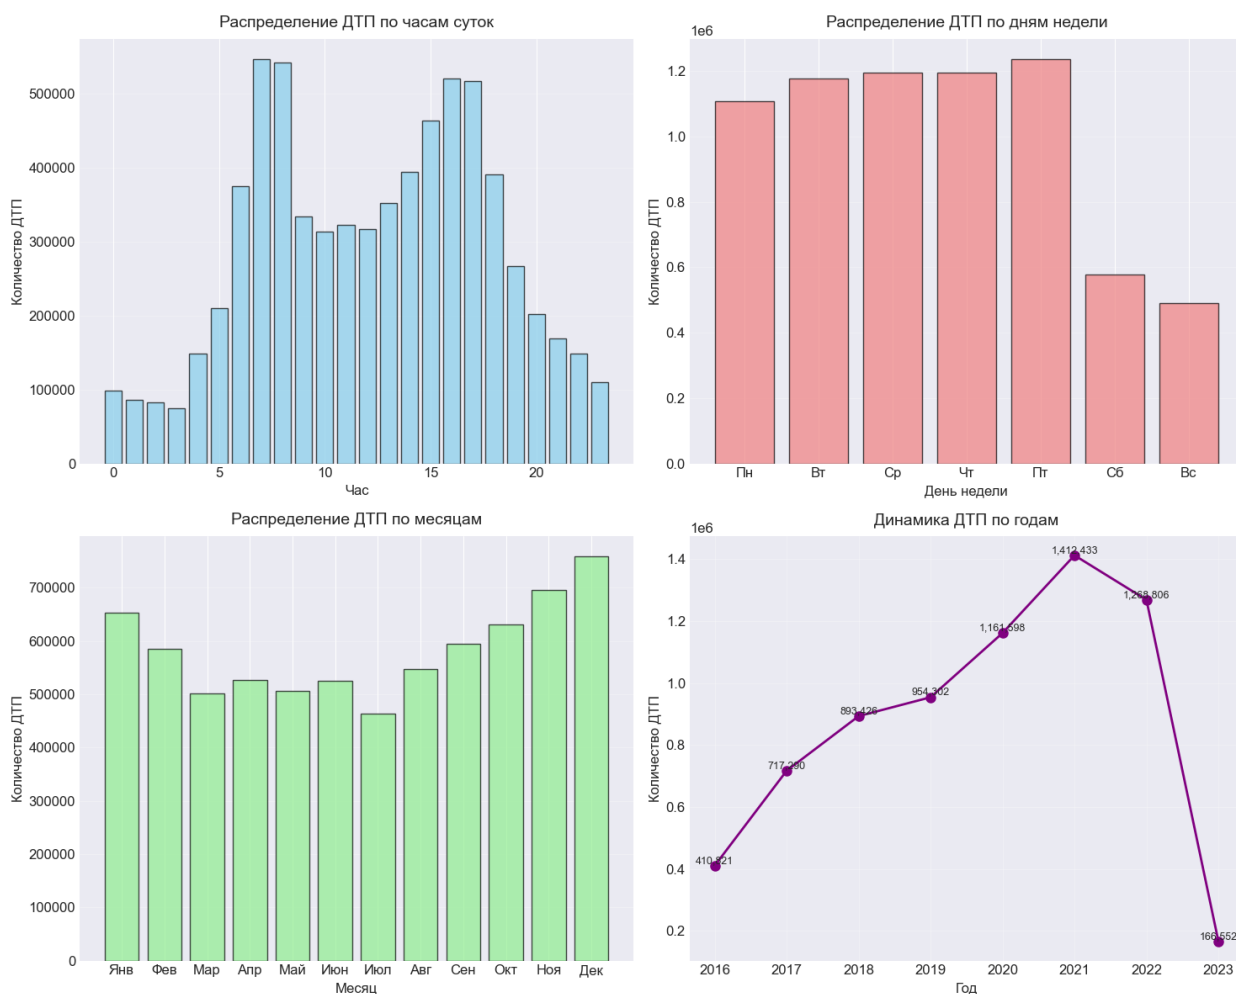 Распределение ДТП по часам суток
Количество ДТП
500000
400000
300000
200000
100000
0
0 5 10 15 20
Час
Распределение ДТП по дням недели
1e6
Количество ДТП
1.2
1.0
0.8
0.6
0.4
0.2
0.0
Пн Вт Ср Чт Пт Сб Вс
День недели
Распределение ДТП по месяцам
Количество ДТП
700000
600000
500000
400000
300000
200000
100000
0
Янв Фев Мар Апр Май Июн Июл Авг Сен Окт Ноя Дек
Месяц
Динамика ДТП по годам
1e6
Количество ДТП
1.4
1.2
1.0
0.8
0.6
0.4
0.2
1,412,433
1,268,806
1,161,598
954,302
893,426
166,552
2016 2017 2018 2019 2020 2021 2022 2023
Год